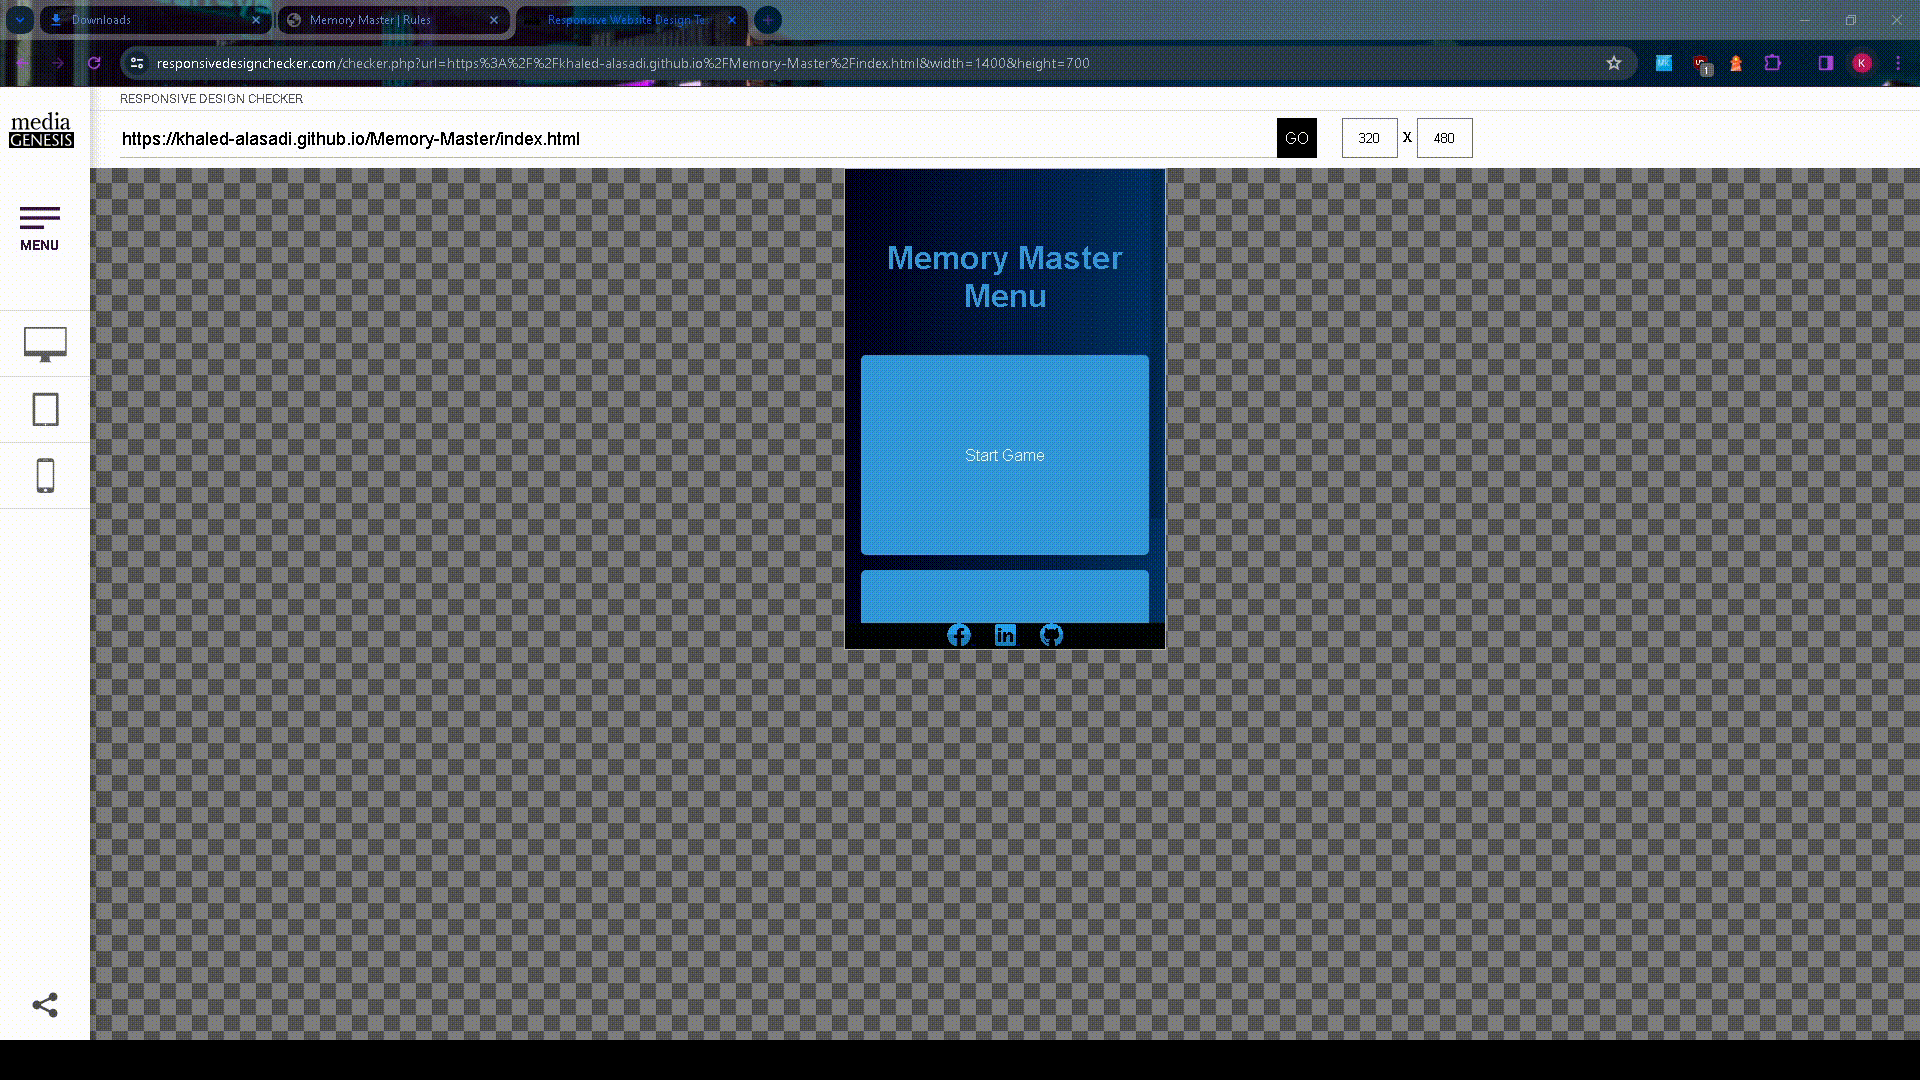 Downloads
Memory Master | Rules
Responsive Website Design Tes
responsivedesignchecker.com/checker.php?url=https%3A%2F%2Fkhaled-alasadi.github.io%2FMemory-Master%2Findex.html&width=1400&height=700
1
K
RESPONSIVE DESIGN CHECKER
media
GENESIS
https://khaled-alasadi.github.io/Memory-Master/index.html
GO
320
X
480
MENU
Memory Master
Menu
Start Game